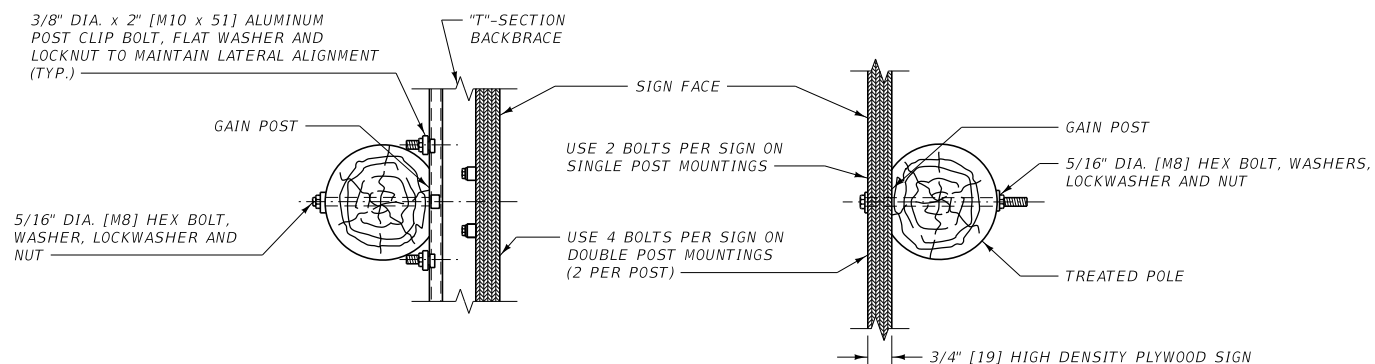 3/8" DIA. x 2" [M10 x 51] ALUMINUM
POST CLIP BOLT, FLAT WASHER AND
LOCKNUT TO MAINTAIN LATERAL ALIGNMENT
(TYP.)
"T"-SECTION
BACKBRACE
SIGN FACE
GAIN POST
USE 2 BOLTS PER SIGN ON
SINGLE POST MOUNTINGS
GAIN POST
5/16" DIA. [M8] HEX BOLT, WASHERS,
LOCKWASHER AND NUT
5/16" DIA. [M8] HEX BOLT,
WASHER, LOCKWASHER AND
NUT
USE 4 BOLTS PER SIGN ON
DOUBLE POST MOUNTINGS
(2 PER POST)
TREATED POLE
3/4" [19] HIGH DENSITY PLYWOOD SIGN